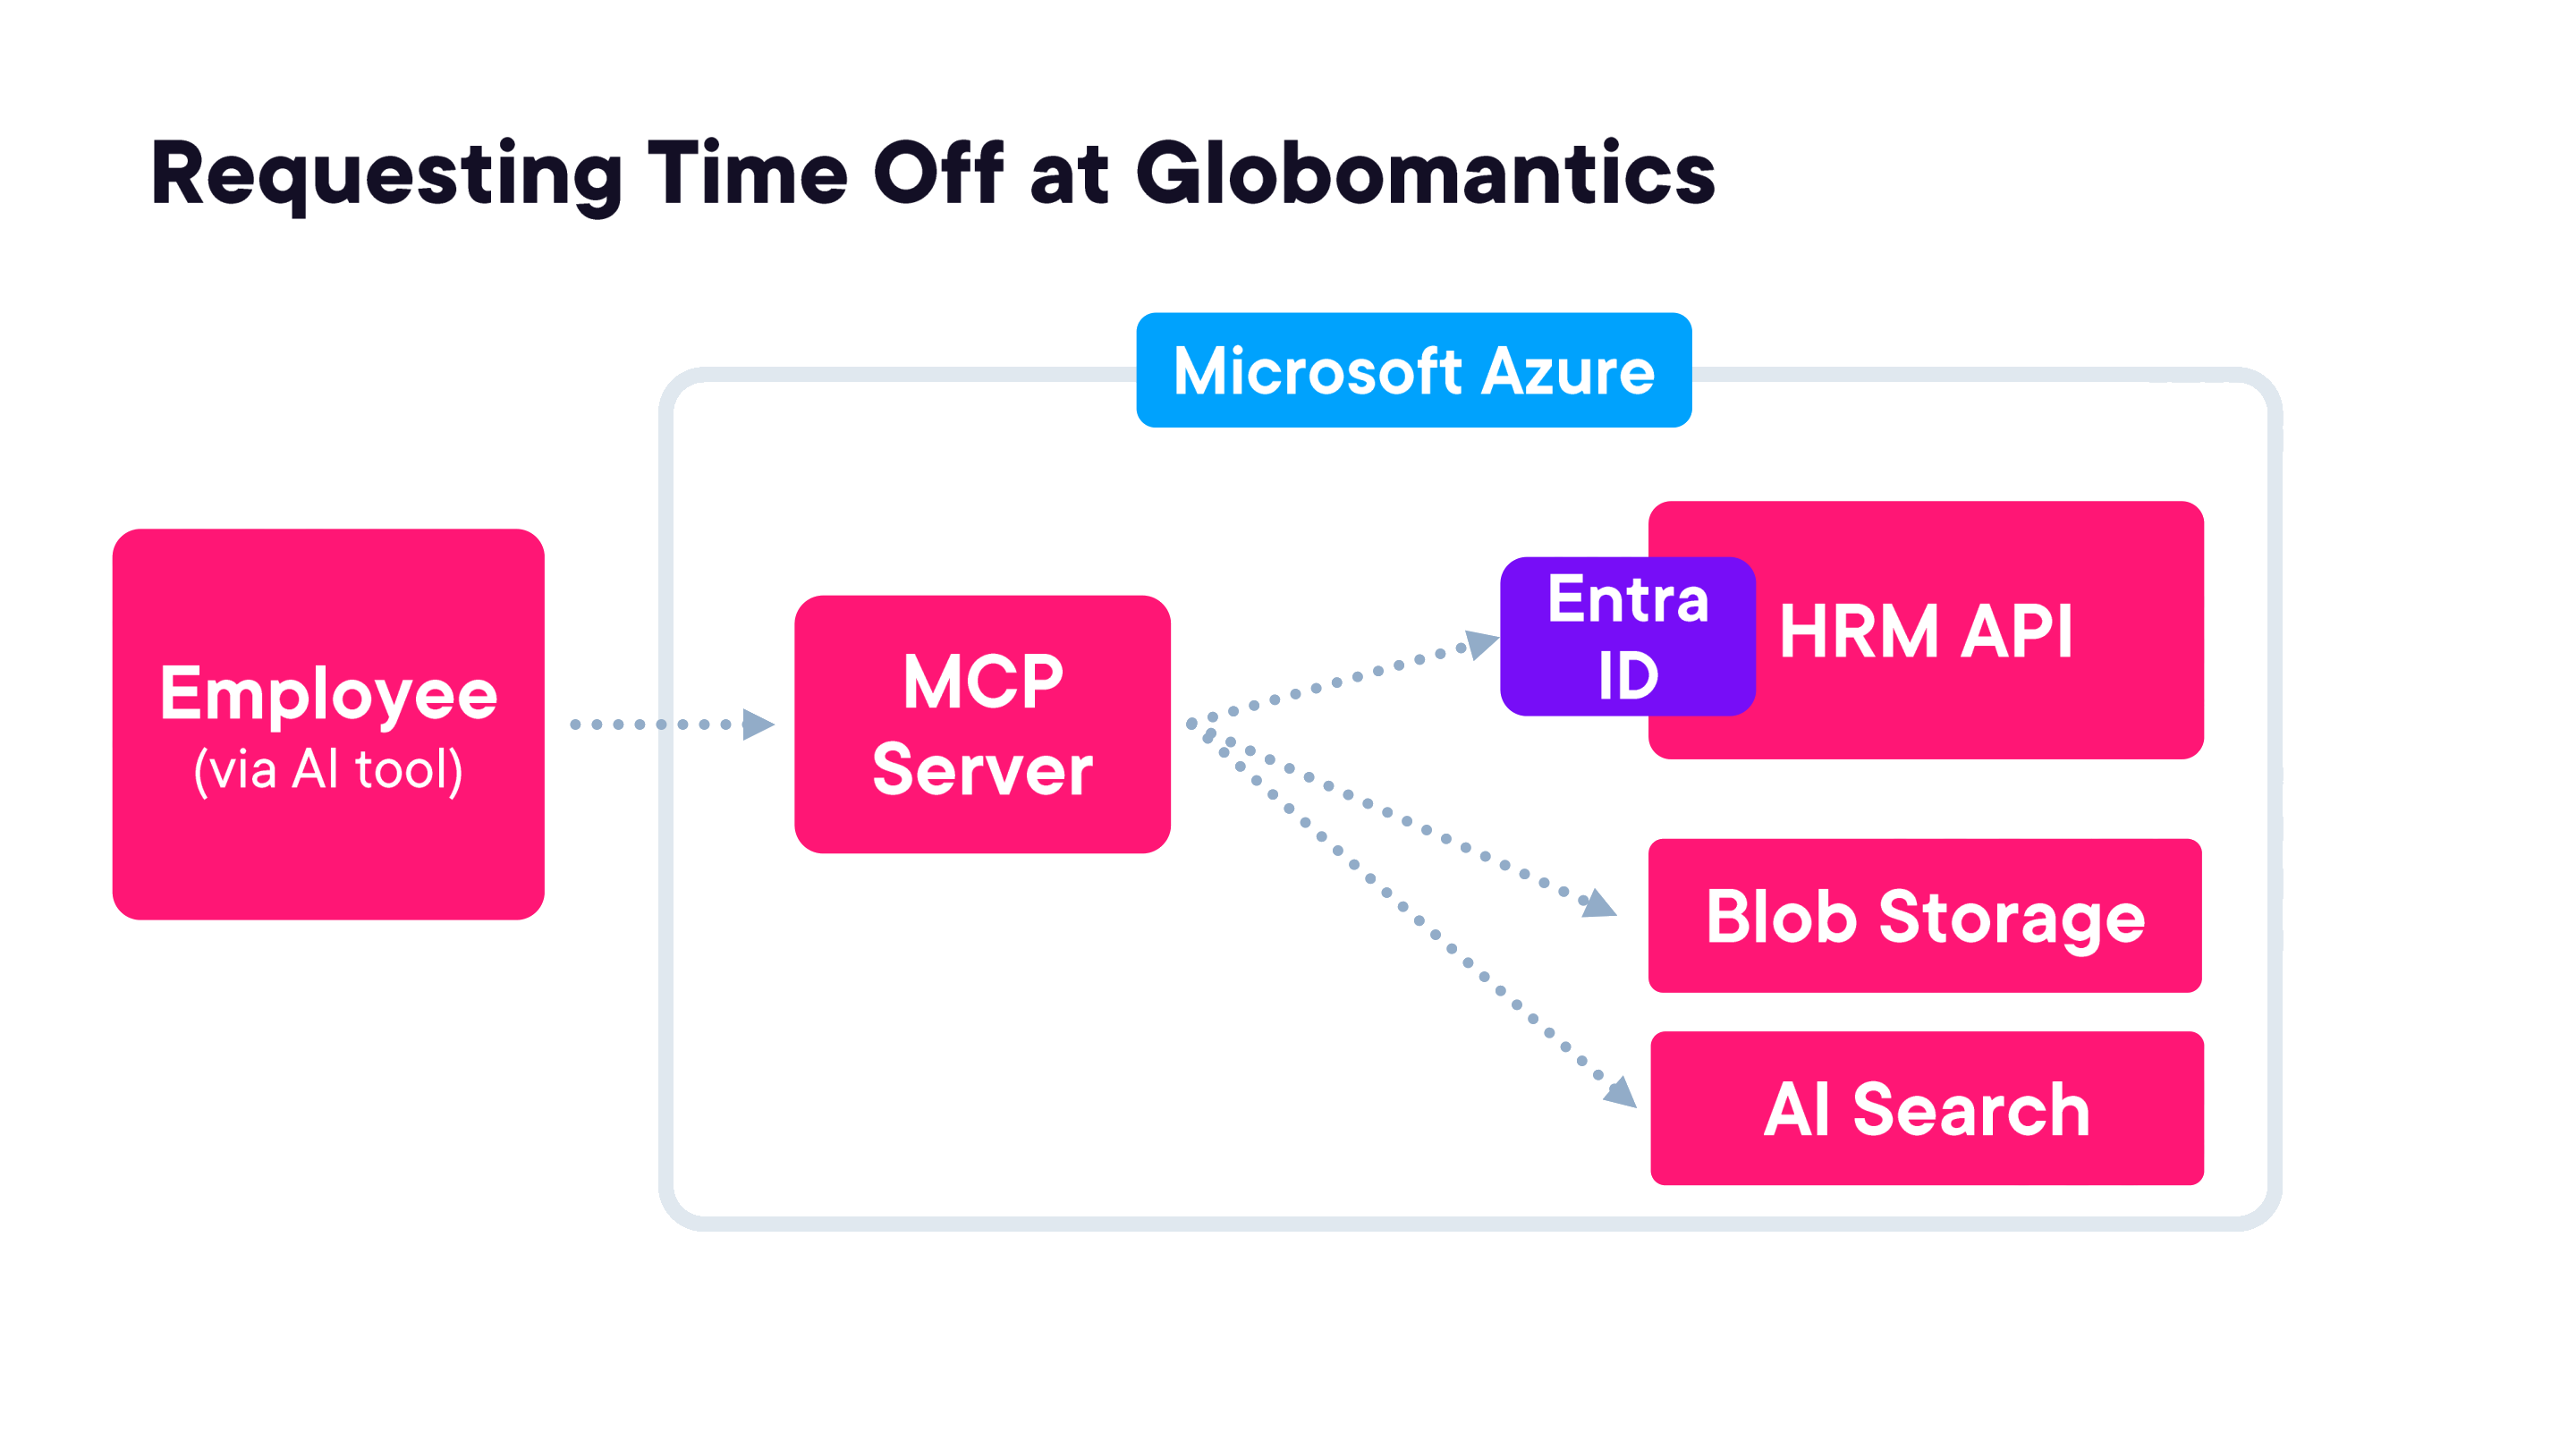 Requesting Time Off at Globomantics
Microsoft Azure
Employee
(via AI tool)
MCP
Server
Entra
ID
HRM API
Blob Storage
AI Search